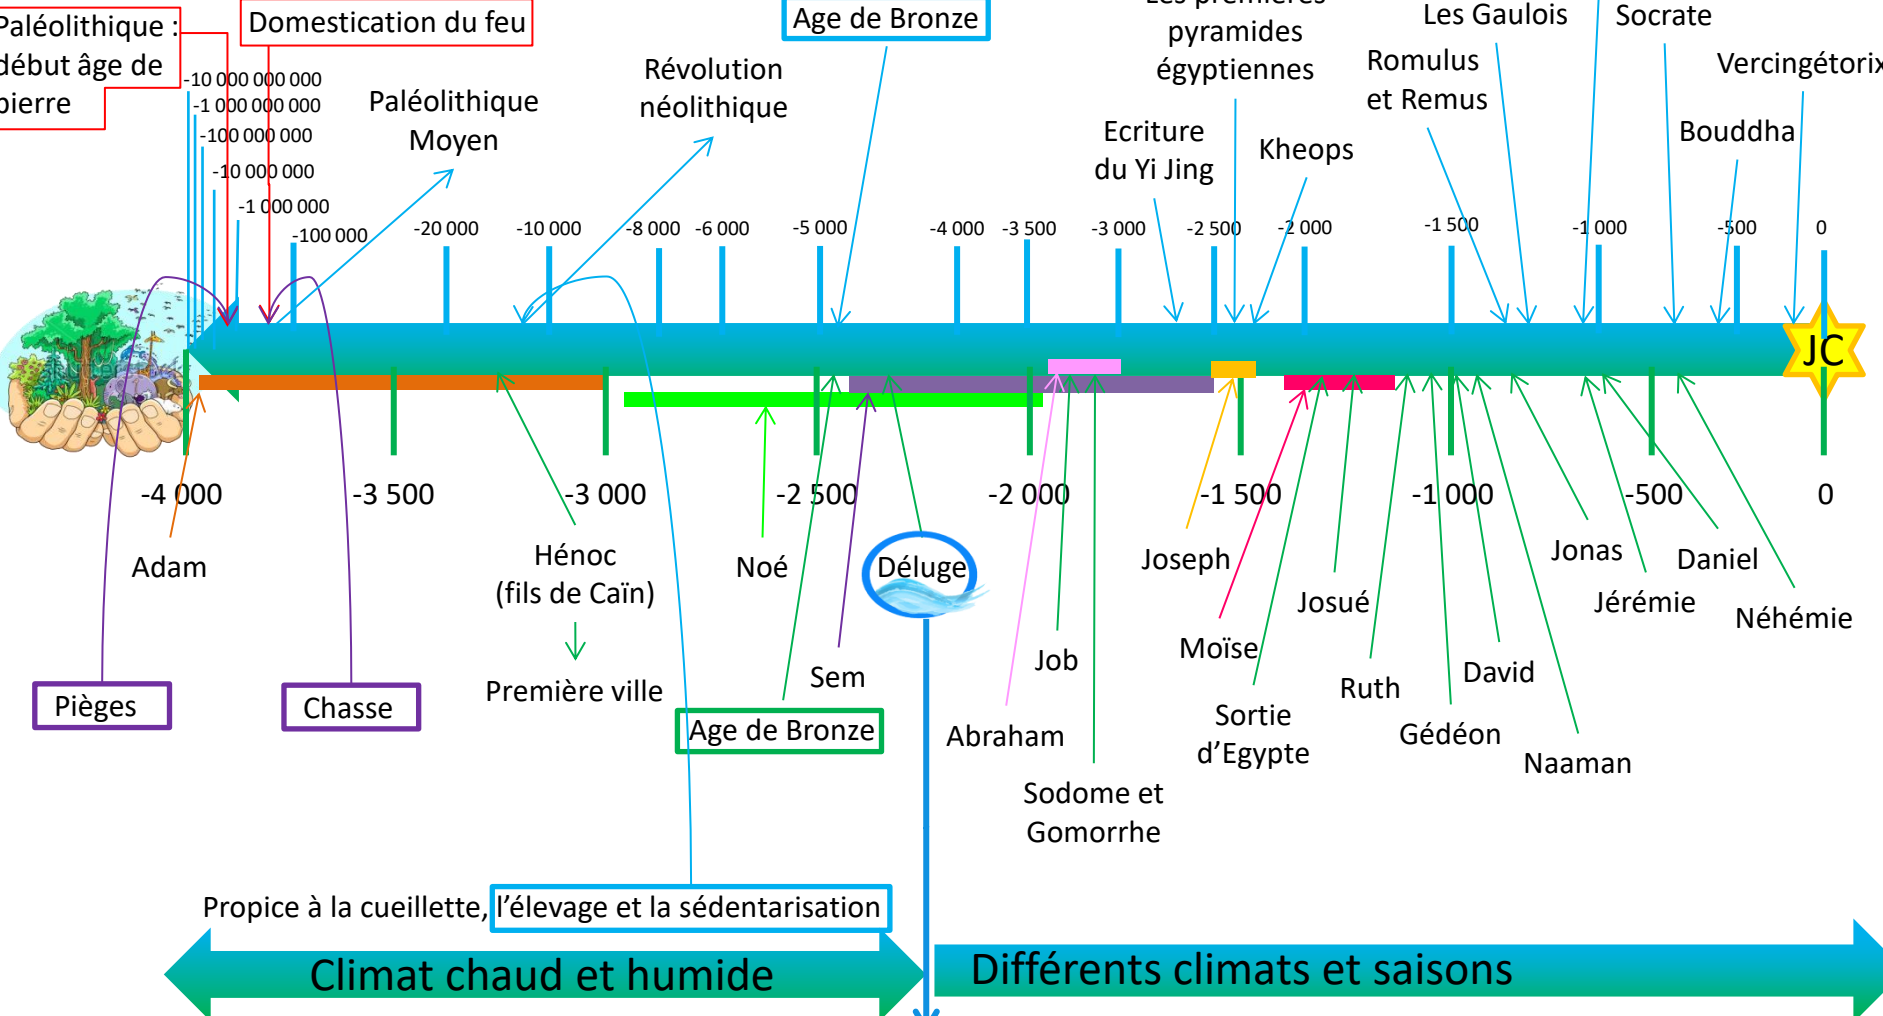 Paléolithique :
début âge de
pierre
Domestication du feu
Age de Bronze
Les premières
pyramides
égyptiennes
Les Gaulois
Socrate
Romulus
et Remus
Vercingétorix
Bouddha
Paléolithique
Moyen
Révolution
néolithique
Ecriture
du Yi Jing
Kheops
-10 000 000 000
-1 000 000 000
-100 000 000
-10 000 000
-1 000 000
-100 000
-20 000
-10 000
-8 000
-6 000
-5 000
-4 000
-3 500
-3 000
-2 500
-2 000
-1 500
-1 000
-500
0
JC
-4 000
-3 500
-3 000
-2 500
-2 000
-1 500
-1 000
-500
0
Adam
Hénoc
(fils de Caïn)
Première ville
Noé
Déluge
Sem
Age de Bronze
Abraham
Job
Sodome et
Gomorrhe
Joseph
Moïse
Sortie
d’Egypte
Josué
Ruth
Gédéon
David
Naaman
Jonas
Jérémie
Daniel
Néhémie
Pièges
Chasse
Propice à la cueillette, l’élevage et la sédentarisation
Climat chaud et humide
Différents climats et saisons